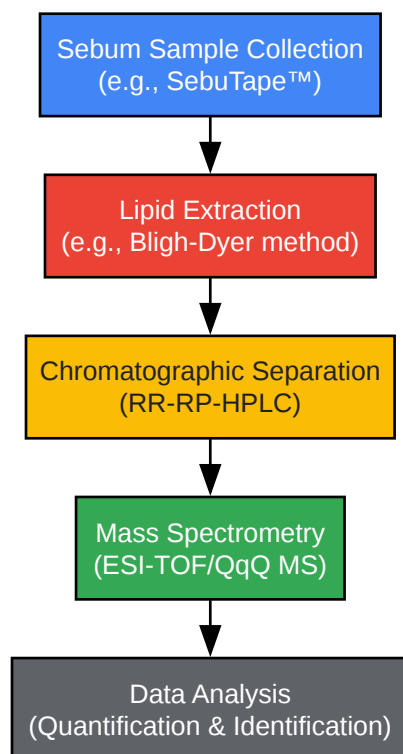 Sebum Sample Collection
(e.g., SebuTape™)
Lipid Extraction
(e.g., Bligh-Dyer method)
Chromatographic Separation
(RR-RP-HPLC)
Mass Spectrometry
(ESI-TOF/QqQ MS)
Data Analysis
(Quantification & Identification)